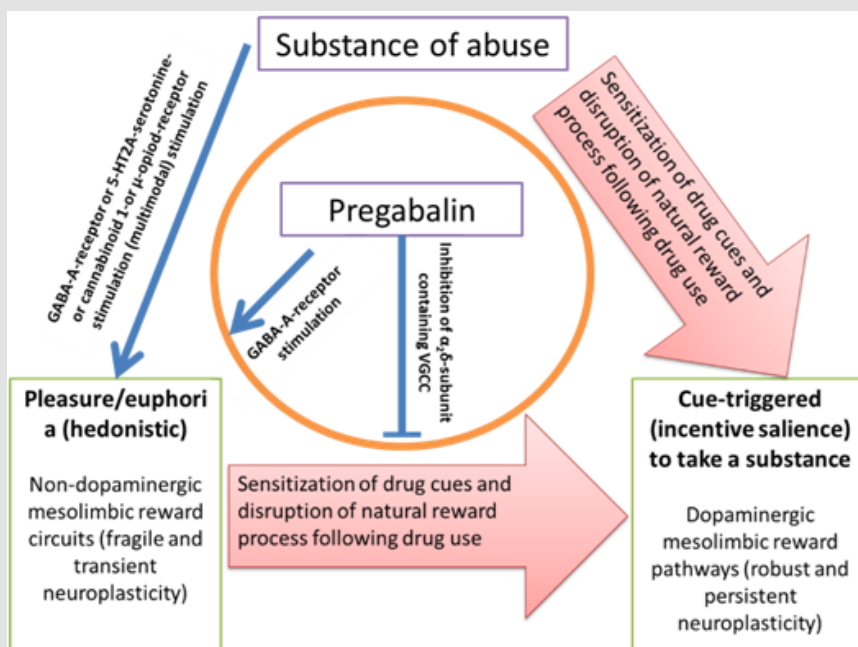 Substance of abuse
GABA-A-receptor or 5-HT2A-serotonine-
or cannabinoid 1-or μ-opiod-receptor
stimulation (multimodal) stimulation
Sensitization of drug cues and
disruption of natural reward
process following drug use
Pregabalin
GABA-A-receptor
stimulation
Inhibition of α₂δ-subunit
containing VGCC
Pleasure/euphori
a (hedonistic)
Non-dopaminergic
mesolimbic reward
circuits (fragile and
transient
neuroplasticity)
Sensitization of drug cues and
disruption of natural reward
process following drug use
Cue-triggered
(incentive salience)
to take a substance
Dopaminergic
mesolimbic reward
pathways (robust and
persistent
neuroplasticity)